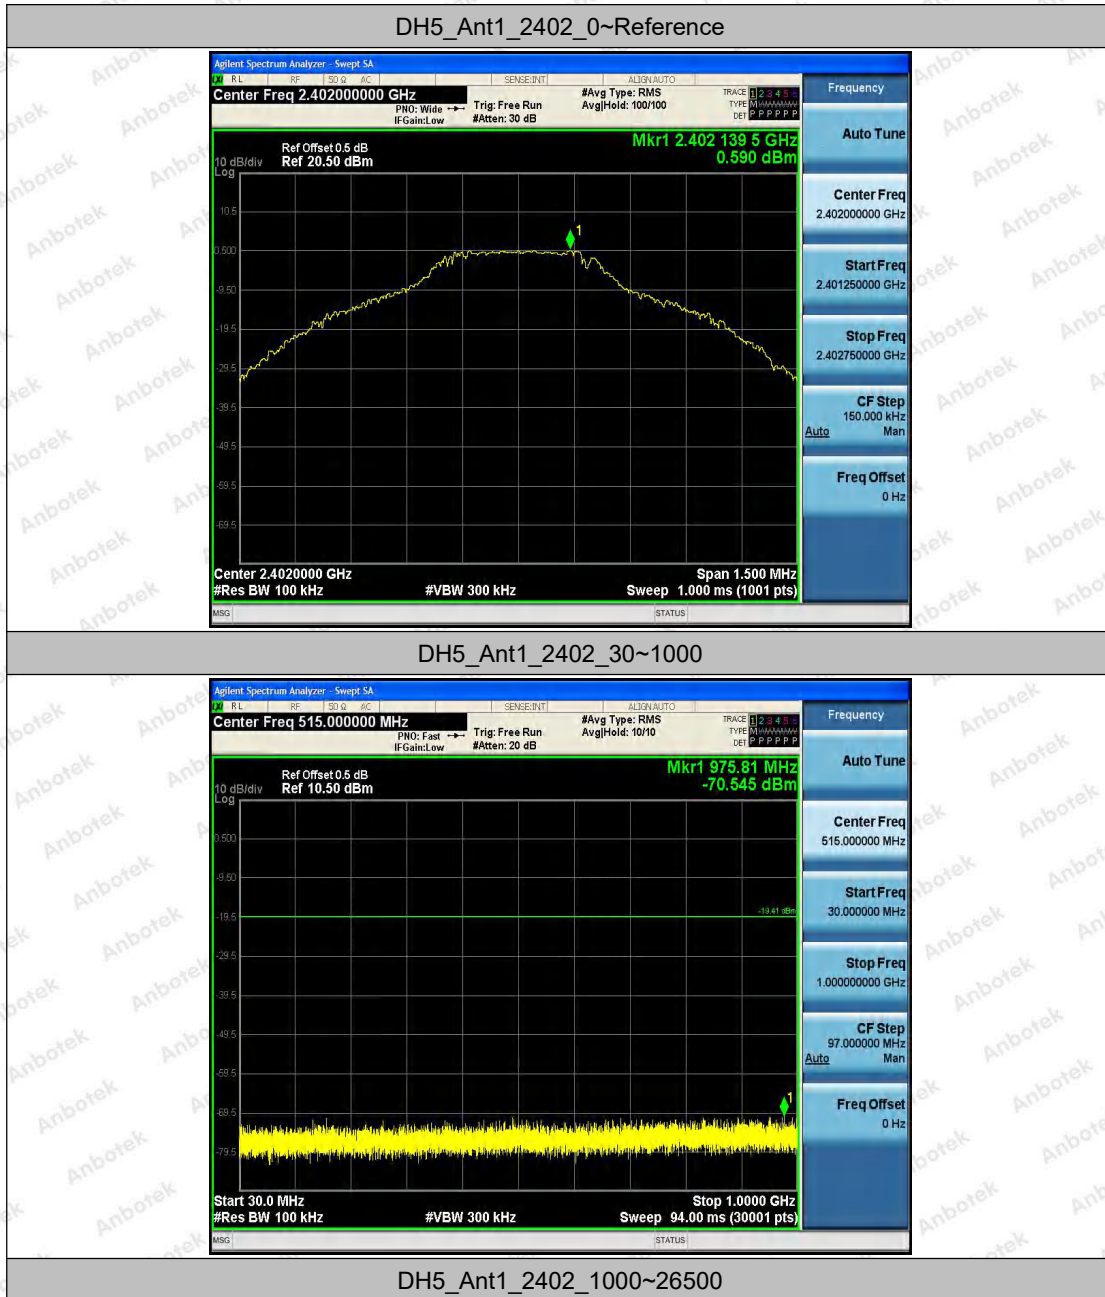 DH5_Ant1_2402_0~Reference
Agilent Spectrum Analyzer - Swept SA
LXI RL RF 50 Ω AC SENSE:INT ALIGN AUTO
Center Freq 2.402000000 GHz
PNO: Wide
IFGain:Low
Trig: Free Run
#Atten: 30 dB
#Avg Type: RMS
Avg|Hold: 100/100
TRACE 1 2 3 4 5 6
TYPE M
DET P P P P P P
Ref Offset 0.5 dB
Ref 20.50 dBm
10 dB/div
Log
Mkr1 2.402 139 5 GHz
0.590 dBm
1
10.5
0.500
-9.50
-19.5
-29.5
-39.5
-49.5
-59.5
-69.5
Center 2.4020000 GHz
#Res BW 100 kHz
#VBW 300 kHz
Span 1.500 MHz
Sweep 1.000 ms (1001 pts)
MSG STATUS
Frequency
Auto Tune
Center Freq
2.402000000 GHz
Start Freq
2.401250000 GHz
Stop Freq
2.402750000 GHz
CF Step
150.000 kHz
Auto Man
Freq Offset
0 Hz
DH5_Ant1_2402_30~1000
Agilent Spectrum Analyzer - Swept SA
LXI RL RF 50 Ω AC SENSE:INT ALIGN AUTO
Center Freq 515.000000 MHz
PNO: Fast
IFGain:Low
Trig: Free Run
#Atten: 20 dB
#Avg Type: RMS
Avg|Hold: 10/10
TRACE 1 2 3 4 5 6
TYPE M
DET P P P P P P
Ref Offset 0.5 dB
Ref 10.50 dBm
10 dB/div
Log
Mkr1 975.81 MHz
-70.545 dBm
0.500
-9.50
-19.5
-19.41 dBm
-29.5
-39.5
-49.5
-59.5
-69.5
-79.5
1
Start 30.0 MHz
#Res BW 100 kHz
#VBW 300 kHz
Stop 1.0000 GHz
Sweep 94.00 ms (30001 pts)
MSG STATUS
Frequency
Auto Tune
Center Freq
515.000000 MHz
Start Freq
30.000000 MHz
Stop Freq
1.000000000 GHz
CF Step
97.000000 MHz
Auto Man
Freq Offset
0 Hz
DH5_Ant1_2402_1000~26500
Anbotek